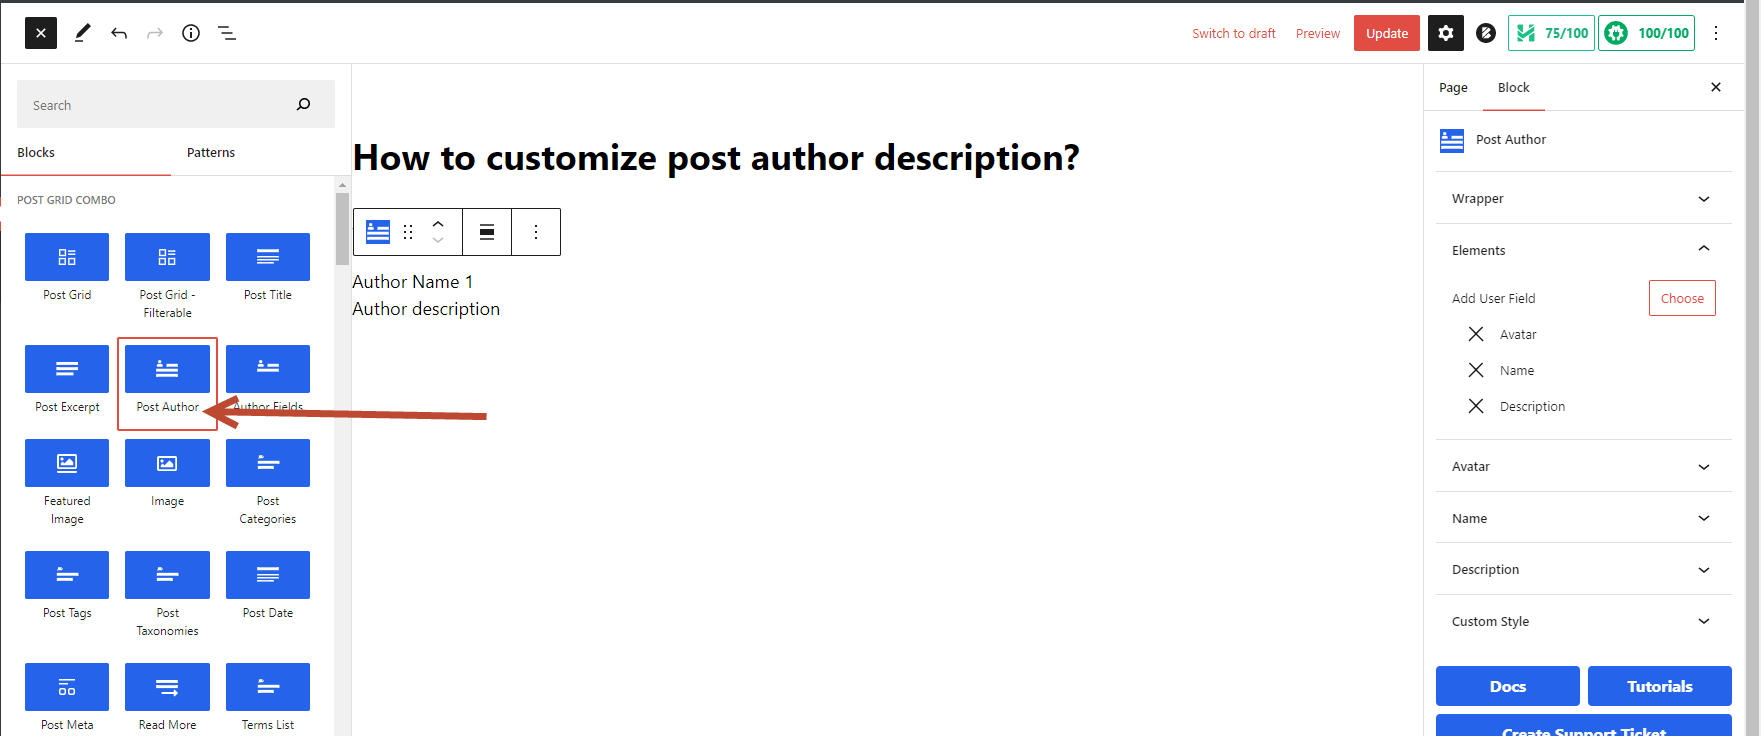 Switch to draft
Preview
Update
75/100
100/100
Search
Blocks
Patterns
POST GRID COMBO
Post Grid
Post Grid -
Filterable
Post Title
Post Excerpt
Post Author
Author Fields
Featured
Image
Image
Post
Categories
Post Tags
Post
Taxonomies
Post Date
Post Meta
Read More
Terms List
How to customize post author description?
Author Name 1
Author description
Page
Block
Post Author
Wrapper
Elements
Add User Field
Choose
Avatar
Name
Description
Avatar
Name
Description
Custom Style
Docs
Tutorials
Create Support Ticket